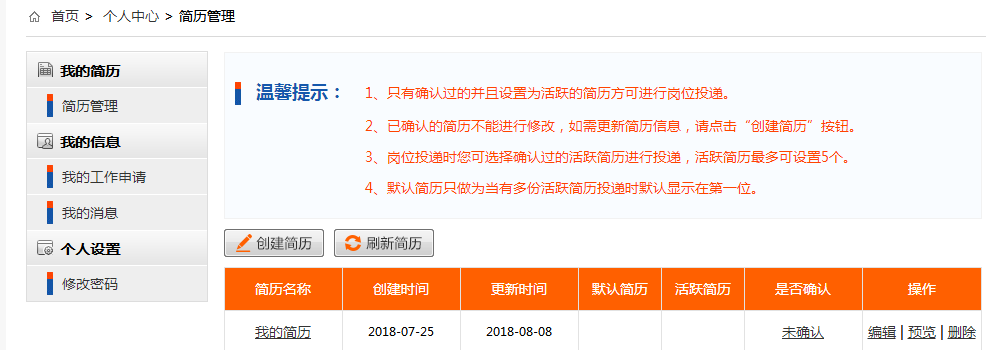 首页 > 个人中心 > 简历管理
我的简历
简历管理
我的信息
我的工作申请
我的消息
个人设置
修改密码
温馨提示：
1、只有确认过的并且设置为活跃的简历方可进行岗位投递。
2、已确认的简历不能进行修改，如需更新简历信息，请点击“创建简历”按钮。
3、岗位投递时您可选择确认过的活跃简历进行投递，活跃简历最多可设置5个。
4、默认简历只做为当有多份活跃简历投递时默认显示在第一位。
创建简历 刷新简历
简历名称 创建时间 更新时间 默认简历 活跃简历 是否确认 操作
我的简历 2018-07-25 2018-08-08 未确认 编辑 | 预览 | 删除